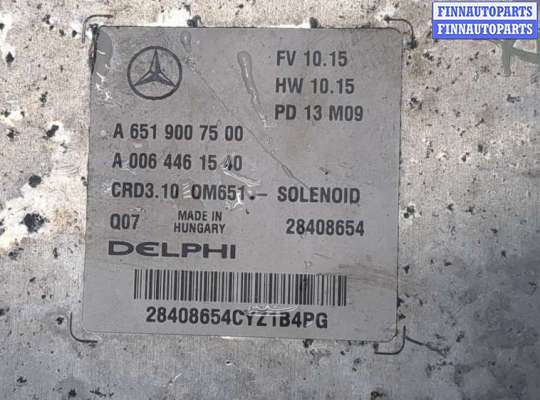 FINNAUTOPARTS
FINNAUTOPARTS
FV 10.15
HW 10.15
PD 13 M09
A 651 900 75 00
A 006 446 15 40
CRD3.10 OM651.– SOLENOID
Q07 MADE IN HUNGARY 28408654
DELPHI
28408654CYZ1B4PG